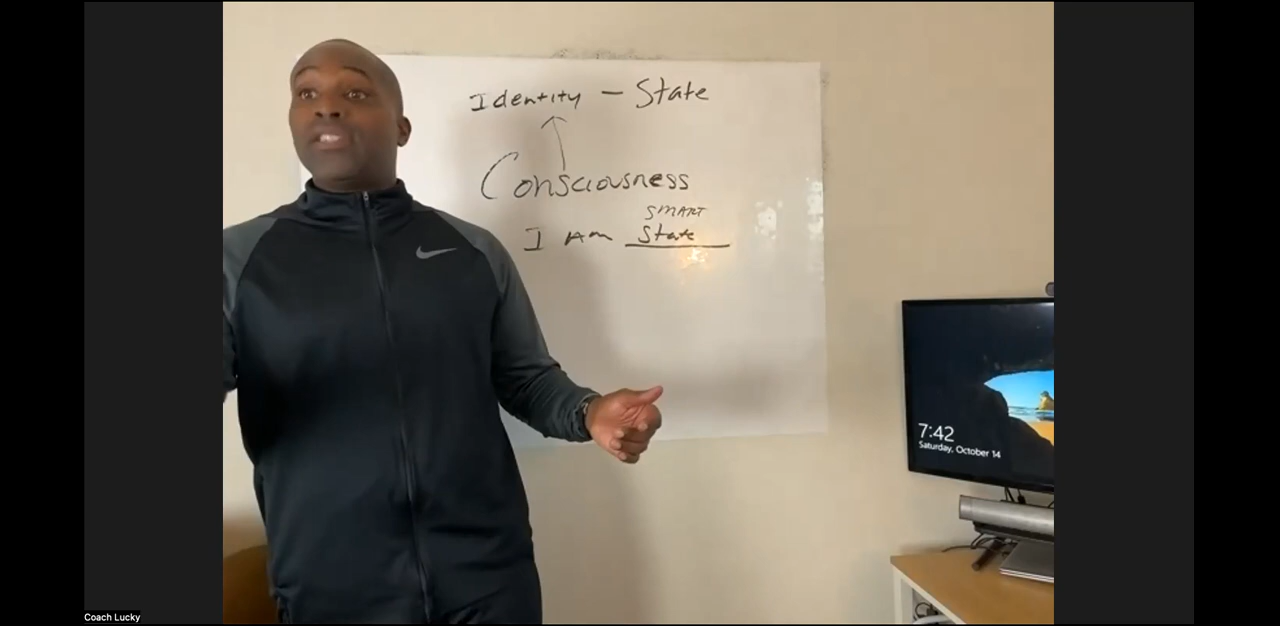 Identity – State
Consciousness
SMART
I Am State
7:42
Saturday, October 14
Coach Lucky